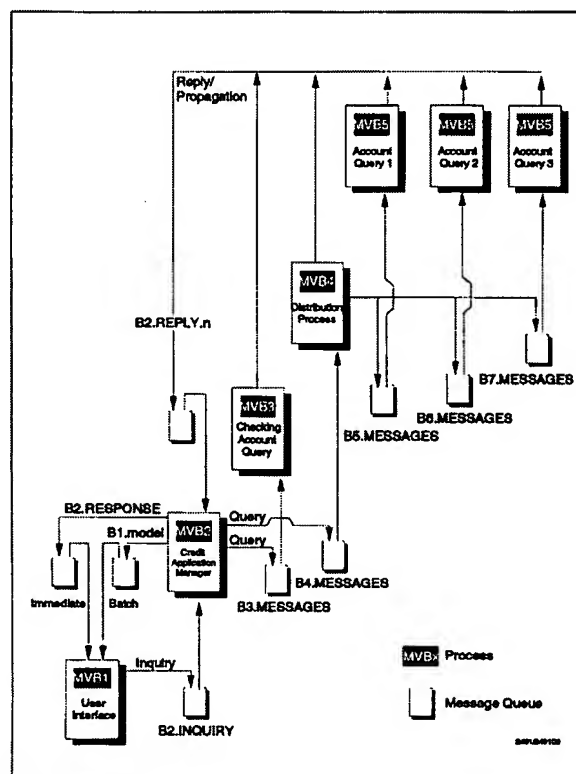 Reply/
Propagation
MVB5
Account
Query 1
MVB5
Account
Query 2
MVB5
Account
Query 3
MVB4
Distribution
Process
B2.REPLY.n
B7.MESSAGES
B6.MESSAGES
B5.MESSAGES
MVB3
Checking
Account
Query
B2.RESPONSE
B1.model
MVB2
Credit
Application
Manager
Query
Query
B4.MESSAGES
B3.MESSAGES
Immediate
Batch
MVB1
User
Interface
Inquiry
B2.INQUIRY
MVBx
Process
Message Queue